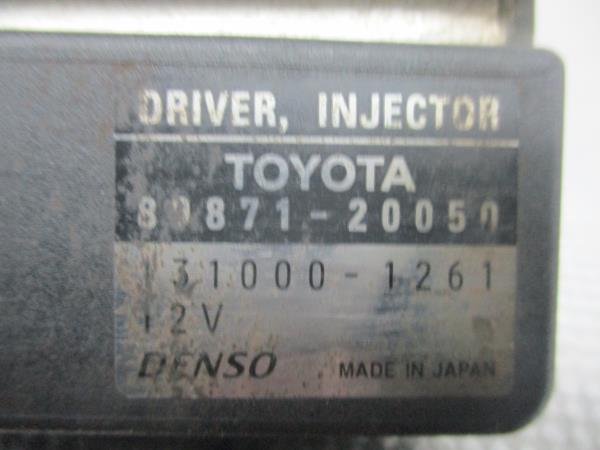 DRIVER, INJECTOR
TOYOTA
89871-20050
131000-1261
12V
DENSO MADE IN JAPAN